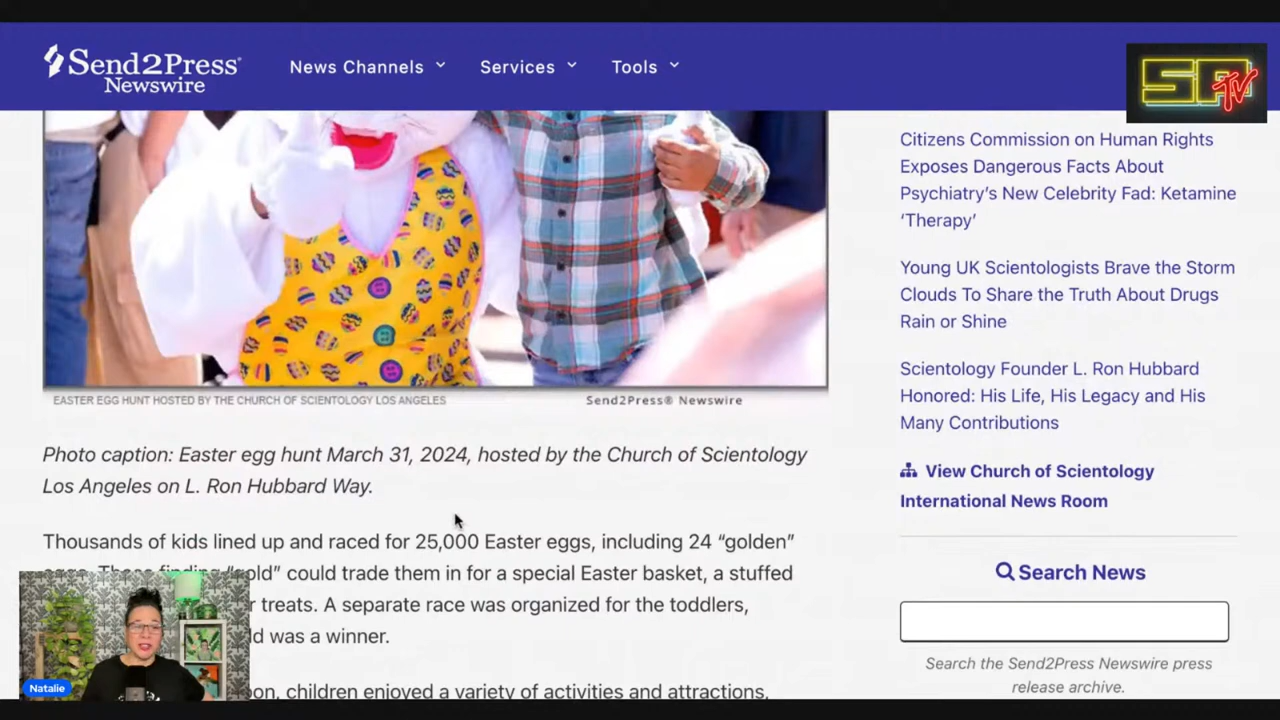 Send2Press®
Newswire
News Channels
Services
Tools
SPTV
Citizens Commission on Human Rights
Exposes Dangerous Facts About
Psychiatry's New Celebrity Fad: Ketamine
'Therapy'
Young UK Scientologists Brave the Storm
Clouds To Share the Truth About Drugs
Rain or Shine
Scientology Founder L. Ron Hubbard
Honored: His Life, His Legacy and His
Many Contributions
View Church of Scientology
International News Room
Search News
Search the Send2Press Newswire press
release archive.
EASTER EGG HUNT HOSTED BY THE CHURCH OF SCIENTOLOGY LOS ANGELES
Send2Press® Newswire
Photo caption: Easter egg hunt March 31, 2024, hosted by the Church of Scientology
Los Angeles on L. Ron Hubbard Way.
Thousands of kids lined up and raced for 25,000 Easter eggs, including 24 “golden”
could trade them in for a special Easter basket, a stuffed
treats. A separate race was organized for the toddlers,
was a winner.
children enjoyed a variety of activities and attractions,
Natalie